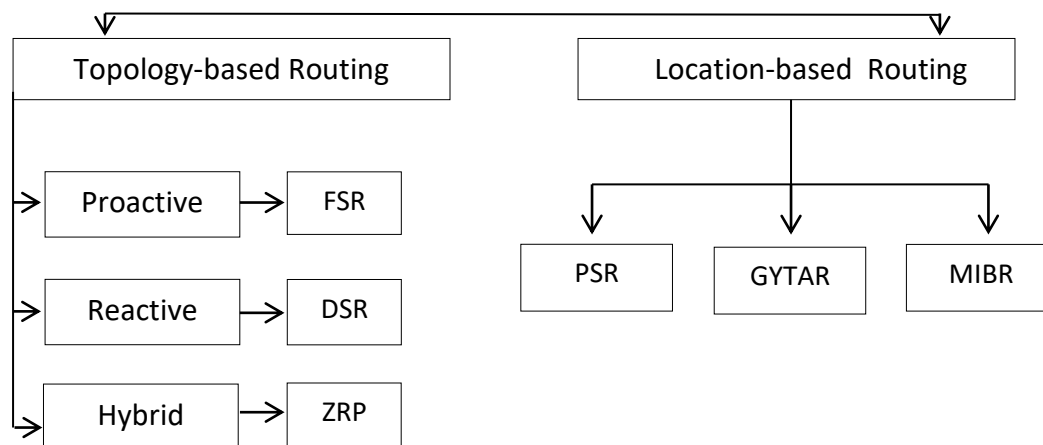 Topology-based Routing
Location-based Routing
Proactive
FSR
PSR
GYTAR
MIBR
Reactive
DSR
Hybrid
ZRP